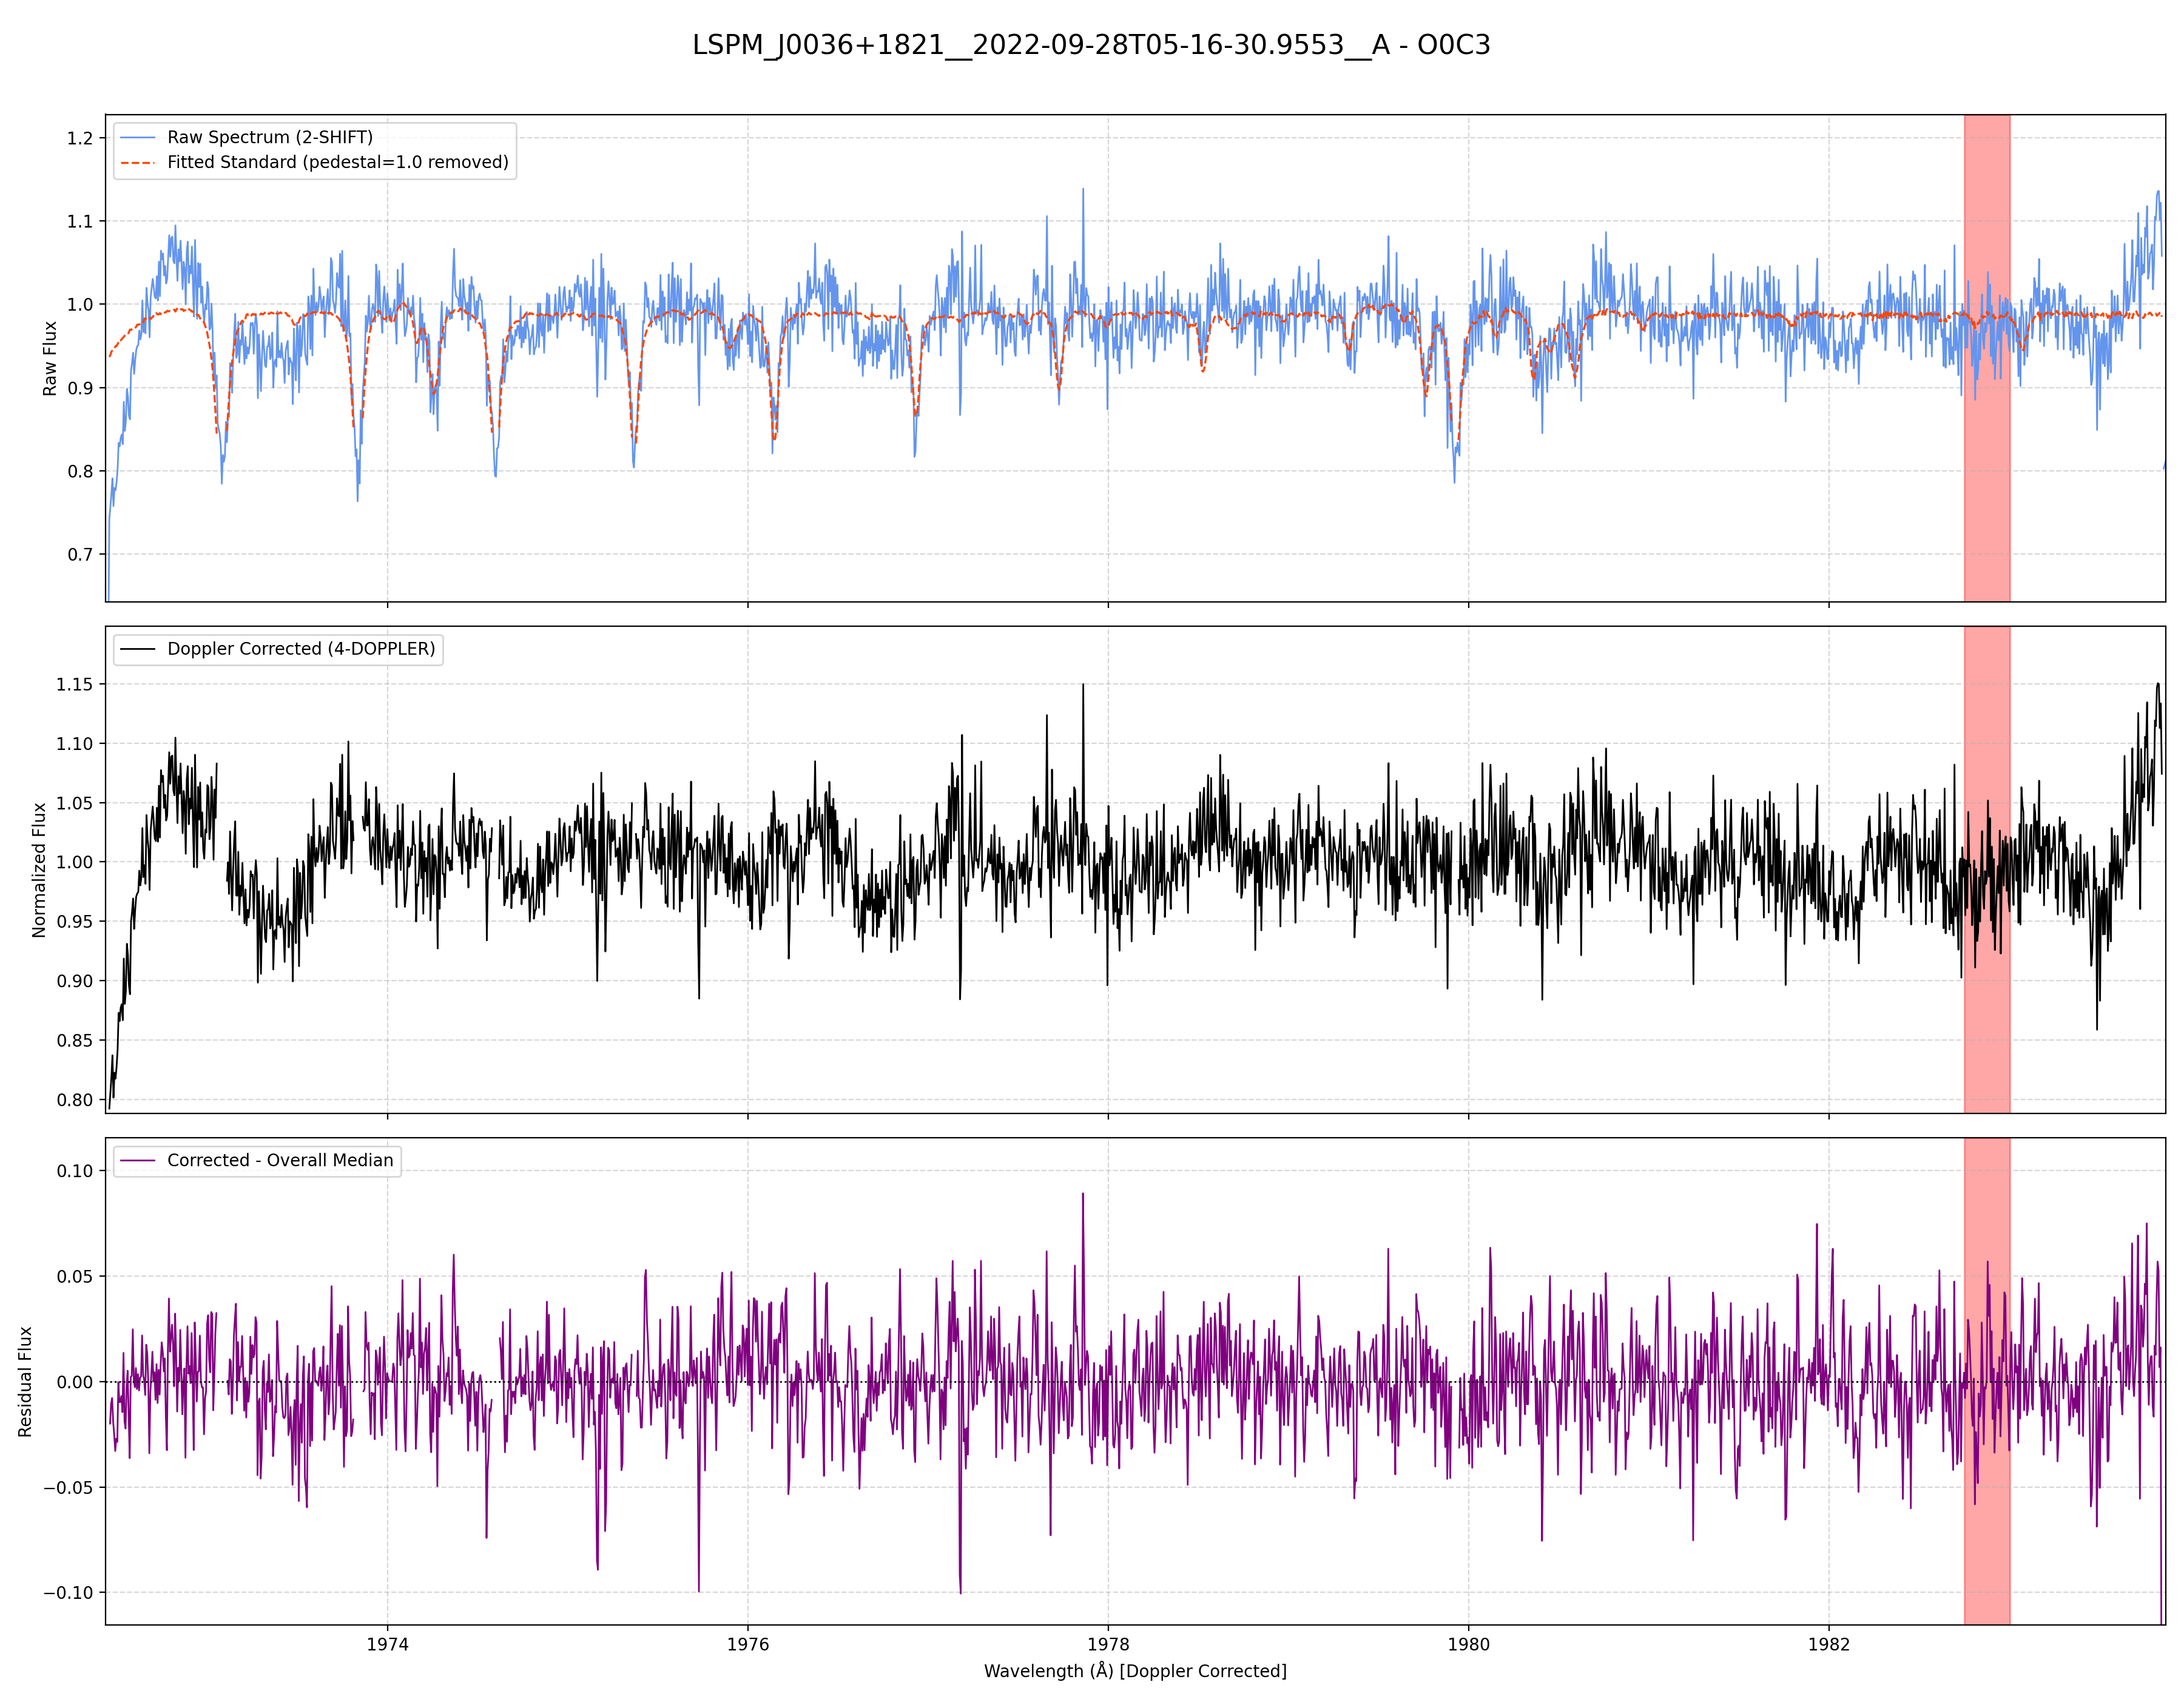 LSPM_J0036+1821__2022-09-28T05-16-30.9553__A - O0C3
Raw Spectrum (2-SHIFT)
Fitted Standard (pedestal=1.0 removed)
1.2
1.1
1.0
0.9
0.8
0.7
Raw Flux
Doppler Corrected (4-DOPPLER)
1.15
1.10
1.05
1.00
0.95
0.90
0.85
0.80
Normalized Flux
Corrected - Overall Median
0.10
0.05
0.00
−0.05
−0.10
Residual Flux
1974
1976
1978
1980
1982
Wavelength (Å) [Doppler Corrected]